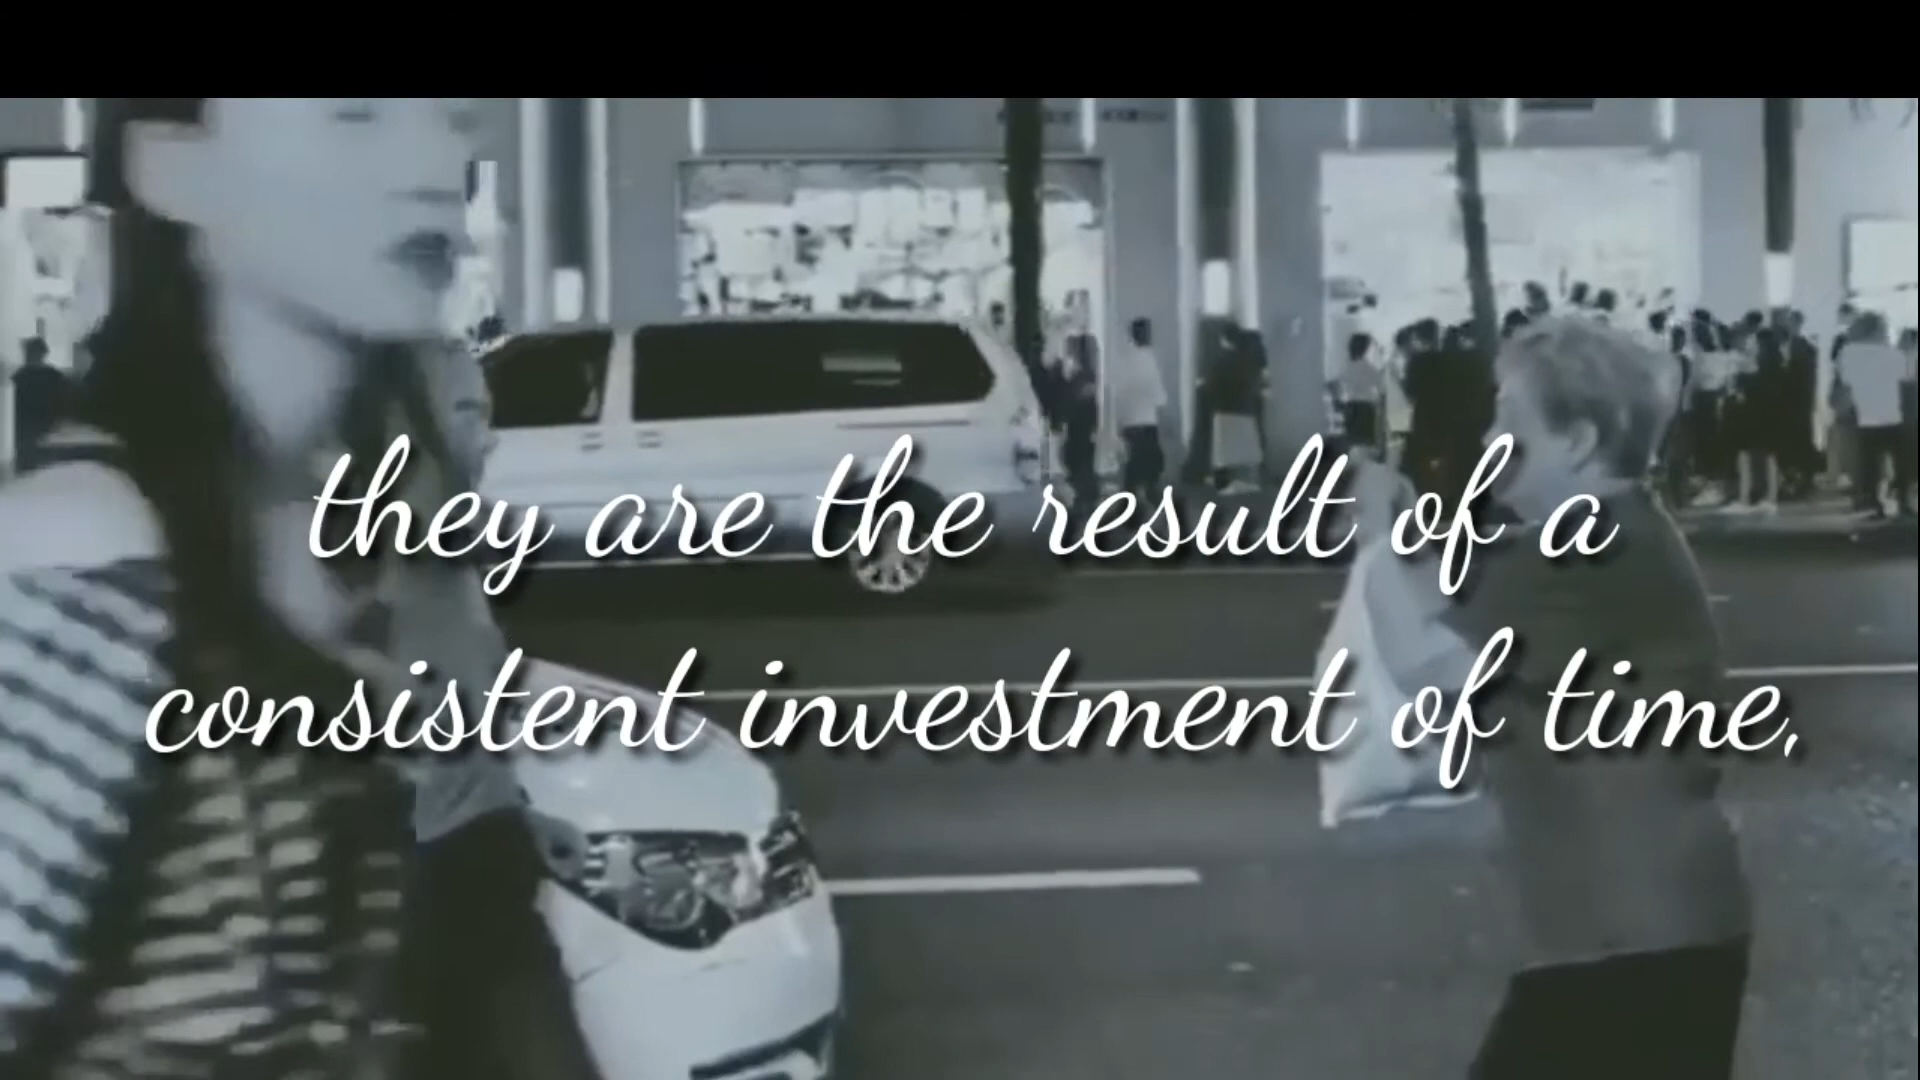 they are the result of a
consistent investment of time,